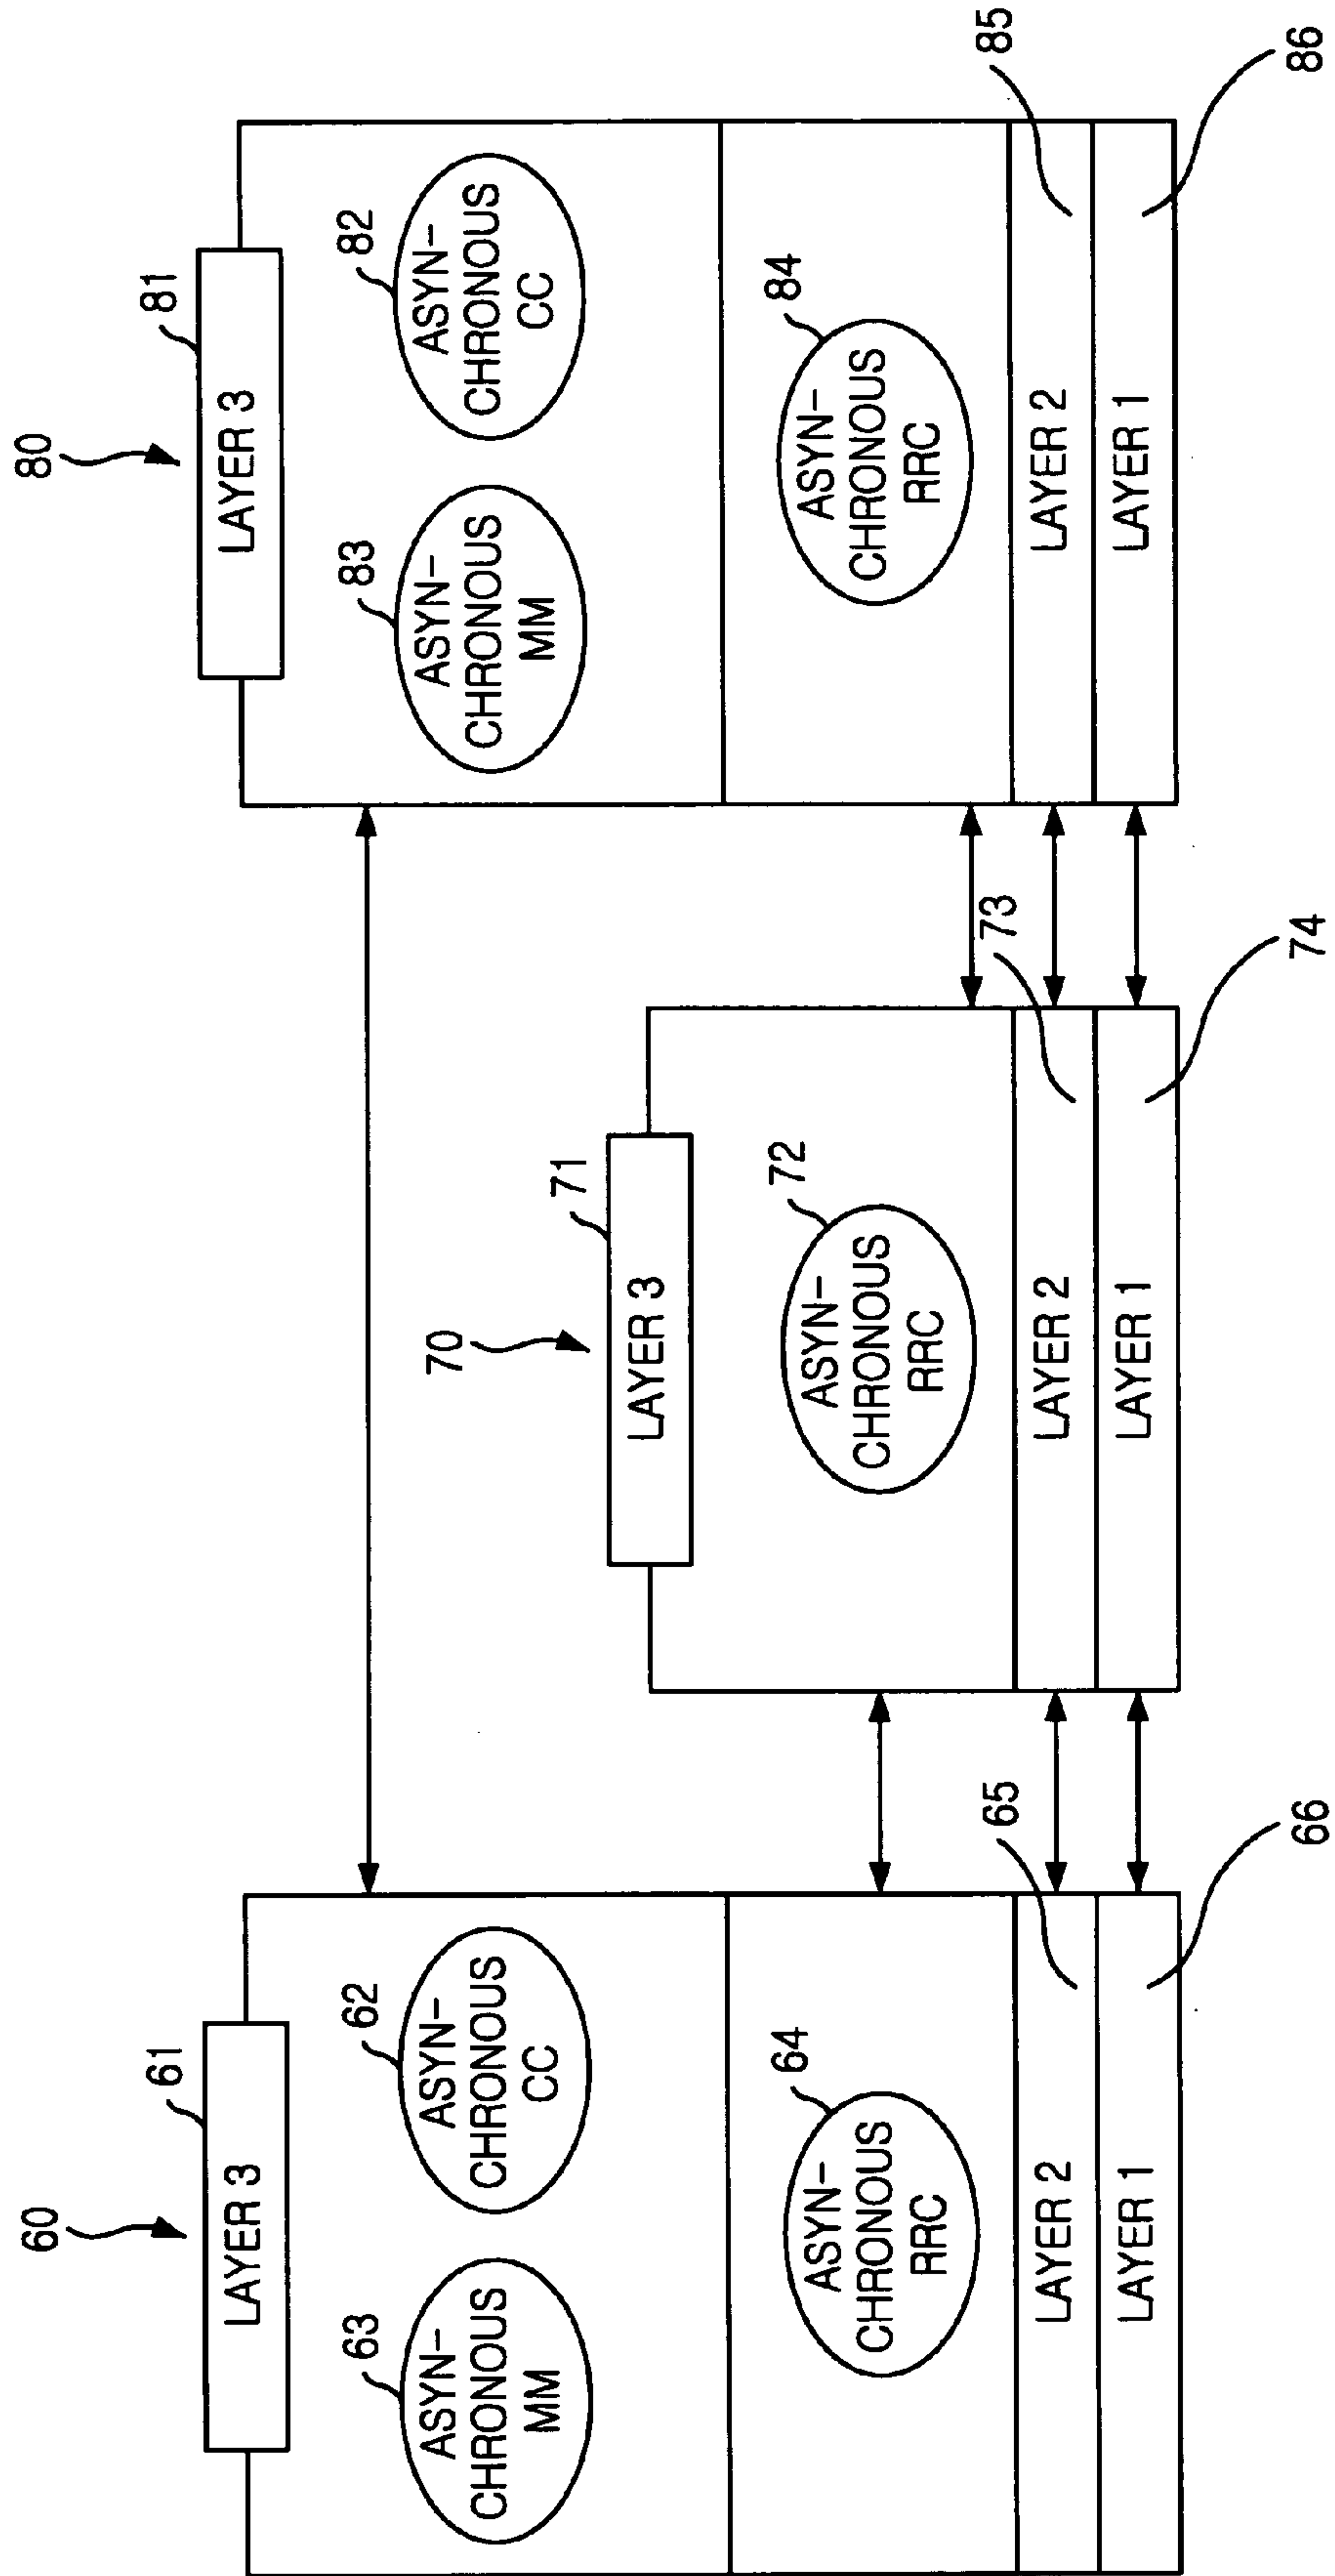 60
LAYER 3
61
63
ASYN-
CHRONOUS
MM
62
ASYN-
CHRONOUS
CC
64
ASYN-
CHRONOUS
RRC
65
LAYER 2
LAYER 1
66
70
LAYER 3
71
72
ASYN-
CHRONOUS
RRC
73
LAYER 2
LAYER 1
74
80
LAYER 3
81
83
ASYN-
CHRONOUS
MM
82
ASYN-
CHRONOUS
CC
84
ASYN-
CHRONOUS
RRC
85
LAYER 2
LAYER 1
86